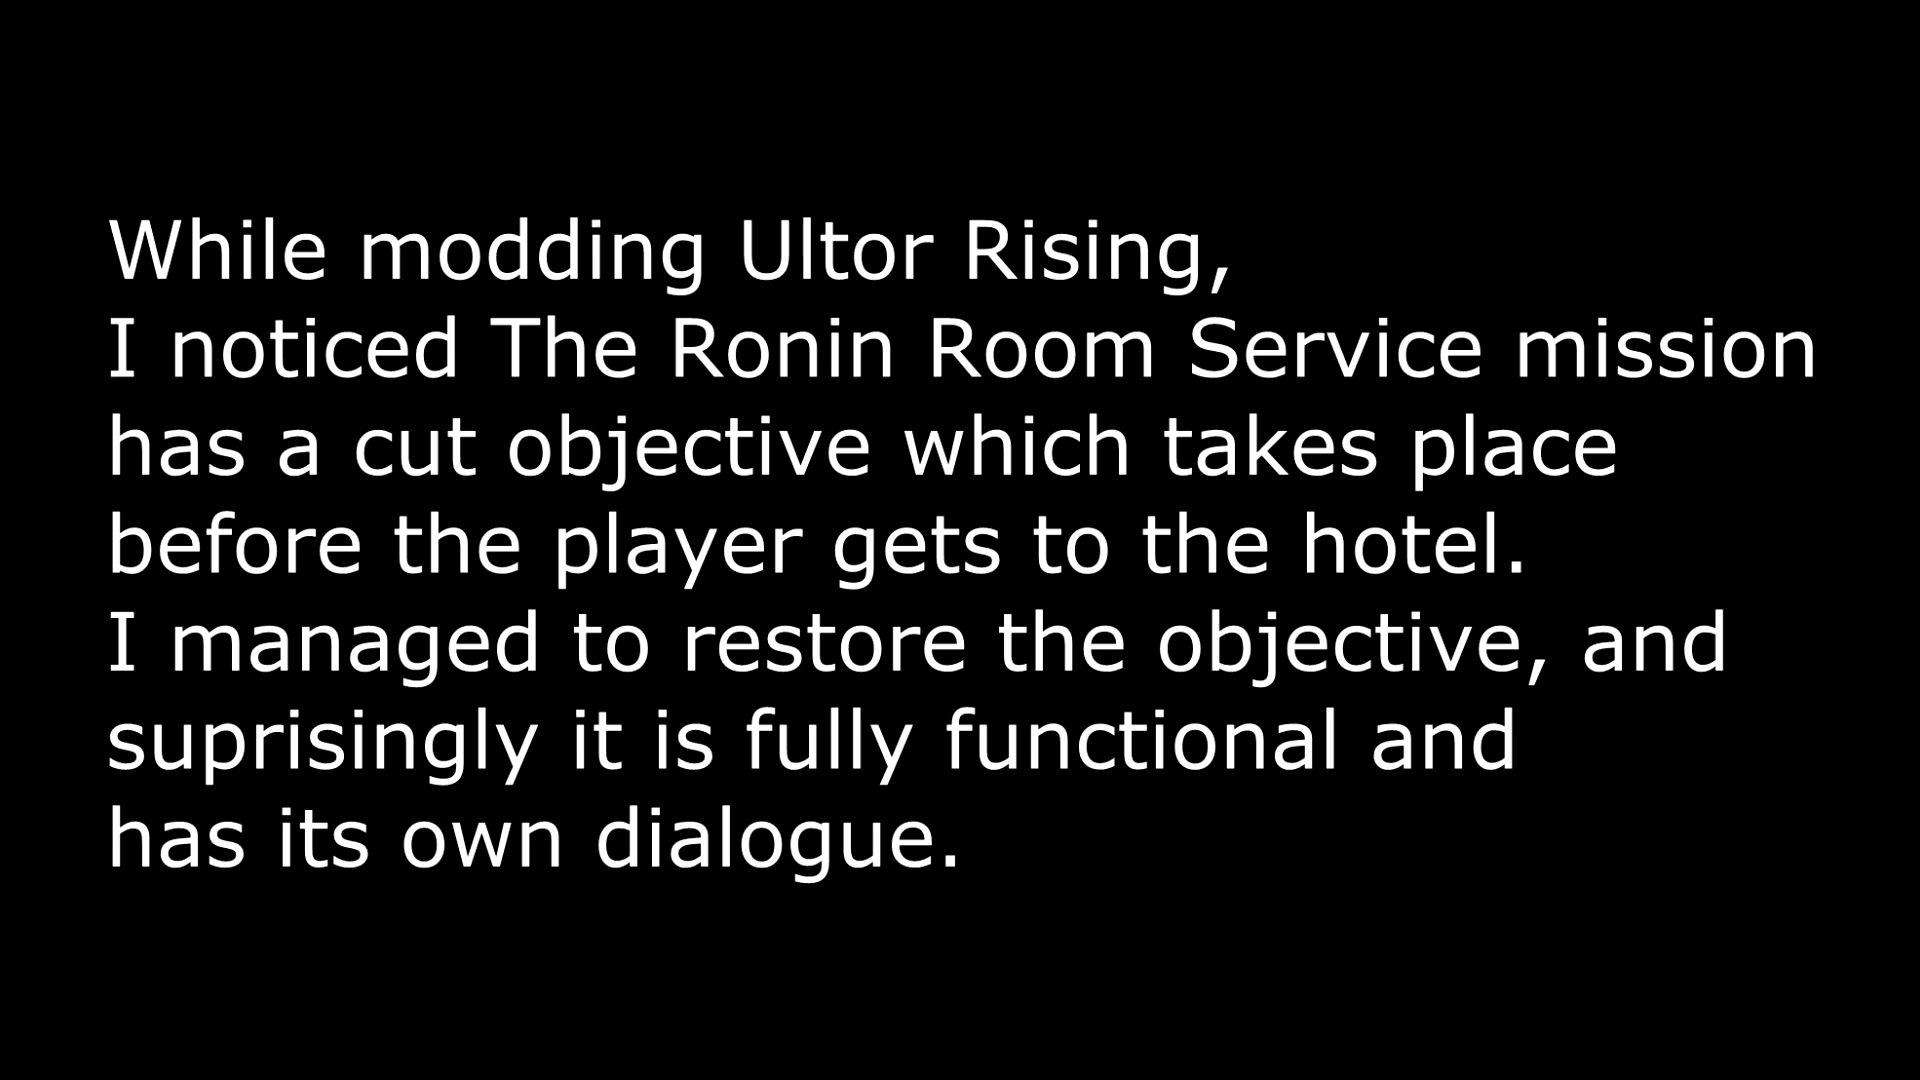 While modding Ultor Rising,
I noticed The Ronin Room Service mission
has a cut objective which takes place
before the player gets to the hotel.
I managed to restore the objective, and
suprisingly it is fully functional and
has its own dialogue.